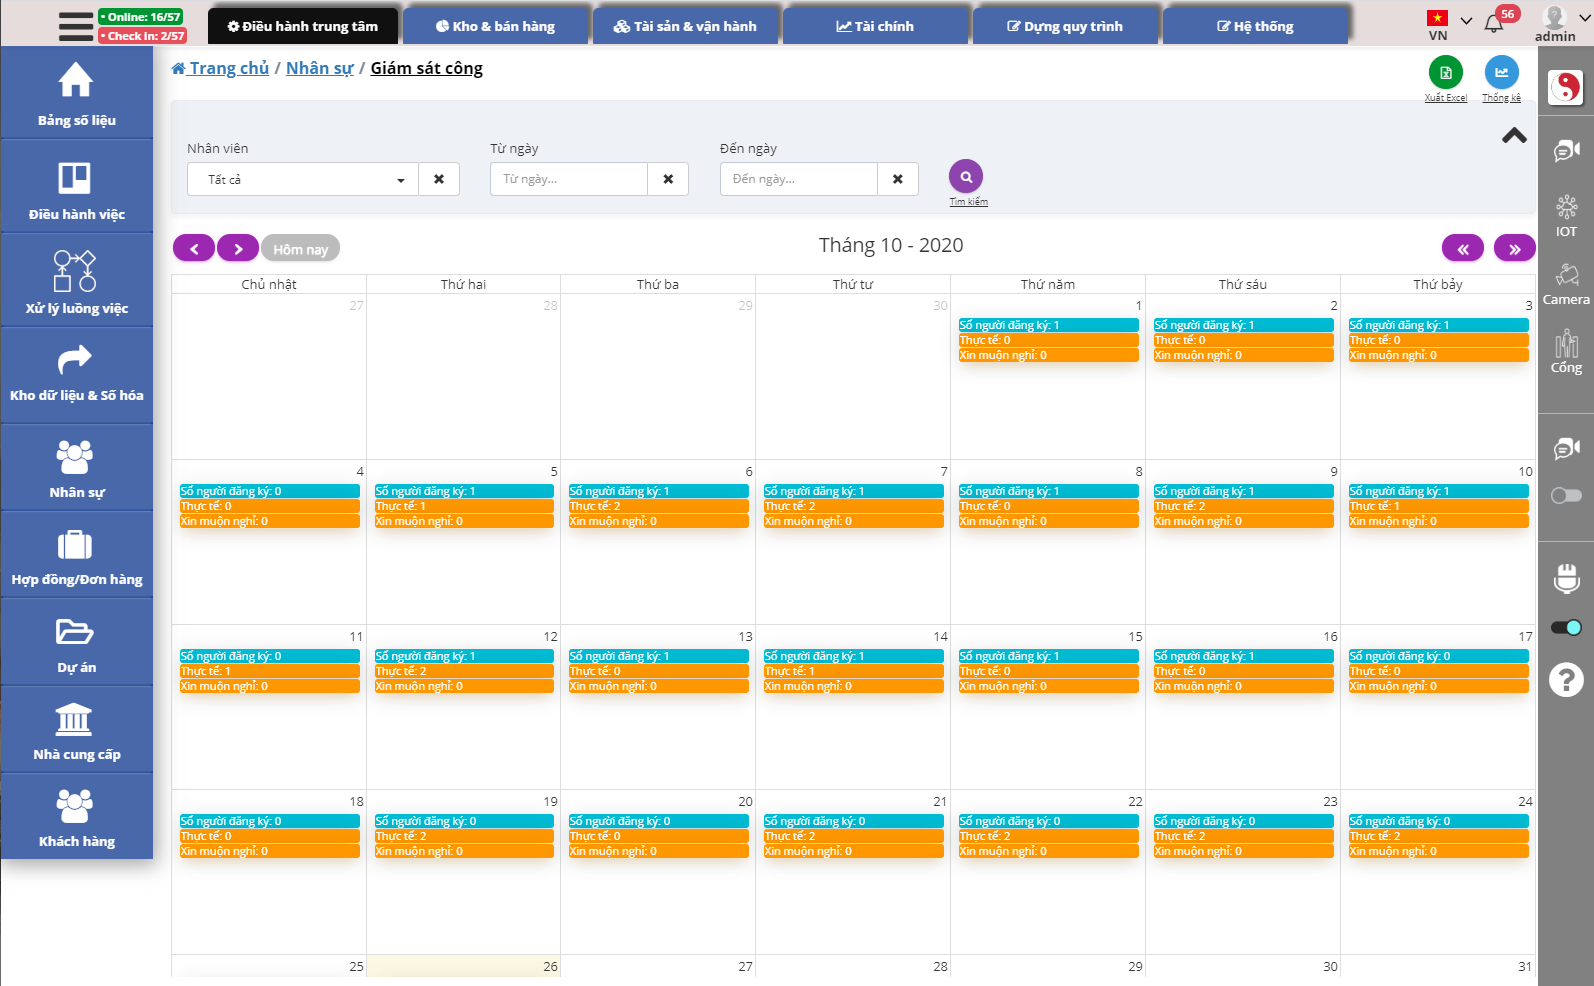 • Online: 16/57
• Check In: 2/57
Điều hành trung tâm
Kho & bán hàng
Tài sản & vận hành
Tài chính
Dựng quy trình
Hệ thống
VN
56
admin
Bảng số liệu
Điều hành việc
Xử lý luồng việc
Kho dữ liệu & Số hóa
Nhân sự
Hợp đồng/Đơn hàng
Dự án
Nhà cung cấp
Khách hàng
Trang chủ / Nhân sự / Giám sát công
Xuất Excel
Thống kê
Nhân viên
Từ ngày
Đến ngày
Tất cả
Từ ngày...
Đến ngày...
Tìm kiếm
Hôm nay
Tháng 10 - 2020
Chủ nhật Thứ hai Thứ ba Thứ tư Thứ năm Thứ sáu Thứ bảy
27 28 29 30 1 2 3
Số người đăng ký: 1 Số người đăng ký: 1 Số người đăng ký: 1
Thực tế: 0 Thực tế: 0 Thực tế: 0
Xin muộn nghỉ: 0 Xin muộn nghỉ: 0 Xin muộn nghỉ: 0
4 5 6 7 8 9 10
Số người đăng ký: 0 Số người đăng ký: 1 Số người đăng ký: 1 Số người đăng ký: 1 Số người đăng ký: 1 Số người đăng ký: 1 Số người đăng ký: 1
Thực tế: 0 Thực tế: 1 Thực tế: 2 Thực tế: 2 Thực tế: 0 Thực tế: 2 Thực tế: 1
Xin muộn nghỉ: 0 Xin muộn nghỉ: 0 Xin muộn nghỉ: 0 Xin muộn nghỉ: 0 Xin muộn nghỉ: 0 Xin muộn nghỉ: 0 Xin muộn nghỉ: 0
11 12 13 14 15 16 17
Số người đăng ký: 0 Số người đăng ký: 1 Số người đăng ký: 1 Số người đăng ký: 1 Số người đăng ký: 1 Số người đăng ký: 1 Số người đăng ký: 0
Thực tế: 1 Thực tế: 2 Thực tế: 0 Thực tế: 1 Thực tế: 0 Thực tế: 0 Thực tế: 0
Xin muộn nghỉ: 0 Xin muộn nghỉ: 0 Xin muộn nghỉ: 0 Xin muộn nghỉ: 0 Xin muộn nghỉ: 0 Xin muộn nghỉ: 0 Xin muộn nghỉ: 0
18 19 20 21 22 23 24
Số người đăng ký: 0 Số người đăng ký: 0 Số người đăng ký: 0 Số người đăng ký: 0 Số người đăng ký: 0 Số người đăng ký: 0 Số người đăng ký: 0
Thực tế: 0 Thực tế: 2 Thực tế: 0 Thực tế: 2 Thực tế: 2 Thực tế: 2 Thực tế: 2
Xin muộn nghỉ: 0 Xin muộn nghỉ: 0 Xin muộn nghỉ: 0 Xin muộn nghỉ: 0 Xin muộn nghỉ: 0 Xin muộn nghỉ: 0 Xin muộn nghỉ: 0
25 26 27 28 29 30 31
IOT
Camera
Cổng